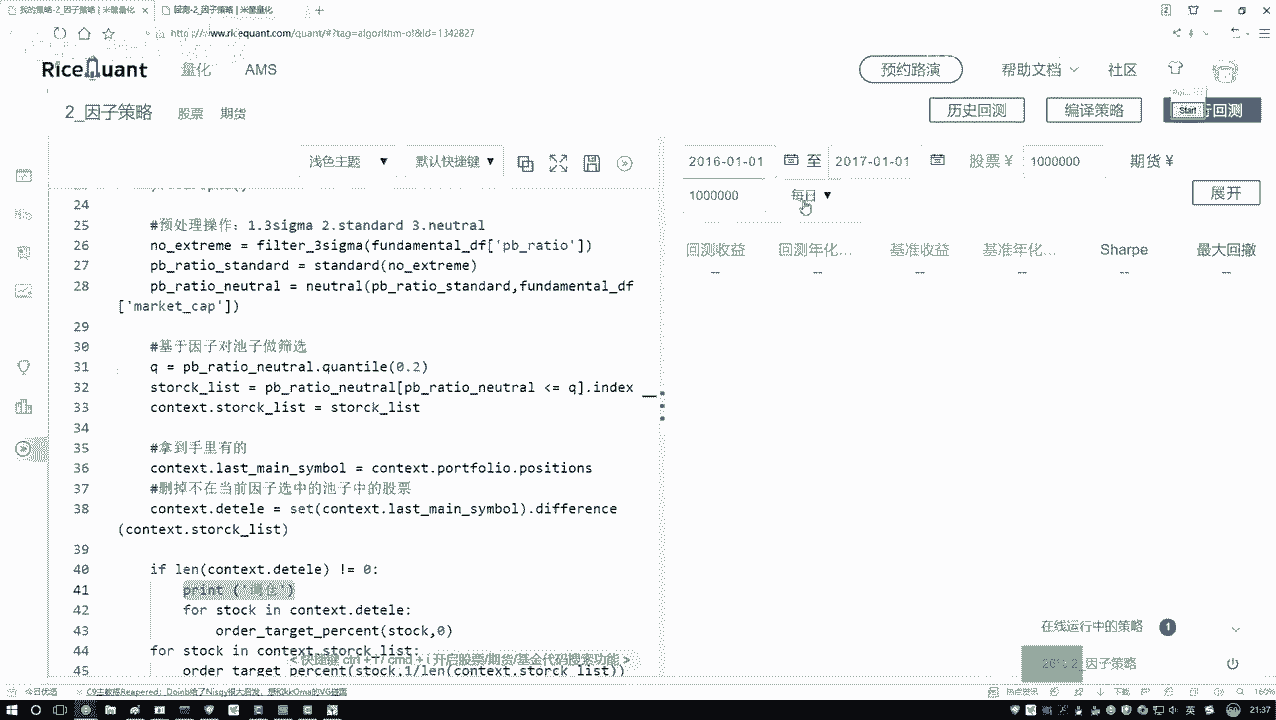 我的策略-2_因子策略 | 米筐量化
回测-2_因子策略 | 米筐量化
www.ricequant.com/quant/#?tag=algorithm-ol&id=1342827
RiceQuant 量化 AMS
预约路演 帮助文档 社区
2_因子策略 股票 期货
历史回测 编译策略 行回测
Start
浅色主题 默认快捷键
2016-01-01 至 2017-01-01 股票 ¥ 1000000 期货 ¥
1000000 每日 展开
回测收益 回测年化... 基准收益 基准年化... Sharpe 最大回撤
-- -- -- -- -- --
24
25 #预处理操作：1.3sigma 2.standard 3.neutral
26 no_extreme = filter_3sigma(fundamental_df['pb_ratio'])
27 pb_ratio_standard = standard(no_extreme)
28 pb_ratio_neutral = neutral(pb_ratio_standard,fundamental_df
['market_cap'])
29
30 #基于因子对池子做筛选
31 q = pb_ratio_neutral.quantile(0.2)
32 storck_list = pb_ratio_neutral[pb_ratio_neutral <= q].index
33 context.storck_list = storck_list
34
35 #拿到手里有的
36 context.last_main_symbol = context.portfolio.positions
37 #删掉不在当前因子选中的池子中的股票
38 context.detele = set(context.last_main_symbol).difference
(context.storck_list)
39
40 if len(context.detele) != 0:
41 print ('调仓')
42 for stock in context.detele:
43 order_target_percent(stock,0)
44 for stock in context.storck_list:
45 order_target_percent(stock,1/len(context.storck_list))
< 快捷键 ctrl + i / cmd + i 开启股票/期货/基金代码搜索功能 >
在线运行中的策略 1
因子策略
今日优选
下载
160%
英
21:37